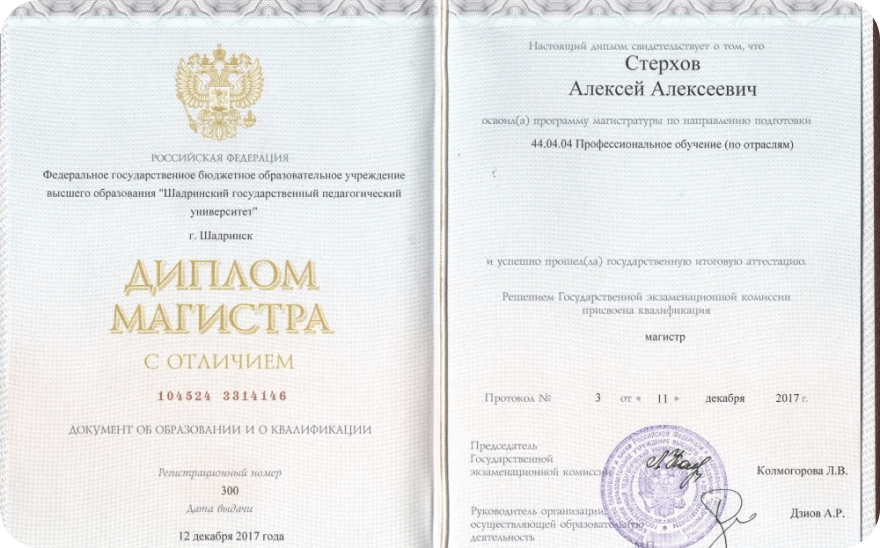 РОССИЙСКАЯ ФЕДЕРАЦИЯ
Федеральное государственное бюджетное образовательное учреждение
высшего образования "Шадринский государственный педагогический
университет"
г. Шадринск
ДИПЛОМ
МАГИСТРА
С ОТЛИЧИЕМ
104524 3314146
ДОКУМЕНТ ОБ ОБРАЗОВАНИИ И О КВАЛИФИКАЦИИ
Регистрационный номер
300
Дата выдачи
12 декабря 2017 года
Настоящий диплом свидетельствует о том, что
Стерхов
Алексей Алексеевич
освоил(а) программу магистратуры по направлению подготовки
44.04.04 Профессиональное обучение (по отраслям)
и успешно прошел(ла) государственную итоговую аттестацию.
Решением Государственной экзаменационной комиссии
присвоена квалификация
магистр
Протокол № 3 от « 11 » декабря 2017 г.
Председатель
Государственной
экзаменационной комиссии
Колмогорова Л.В.
Руководитель организации,
осуществляющей образовательную
деятельность
Дзиов А.Р.
М.П.